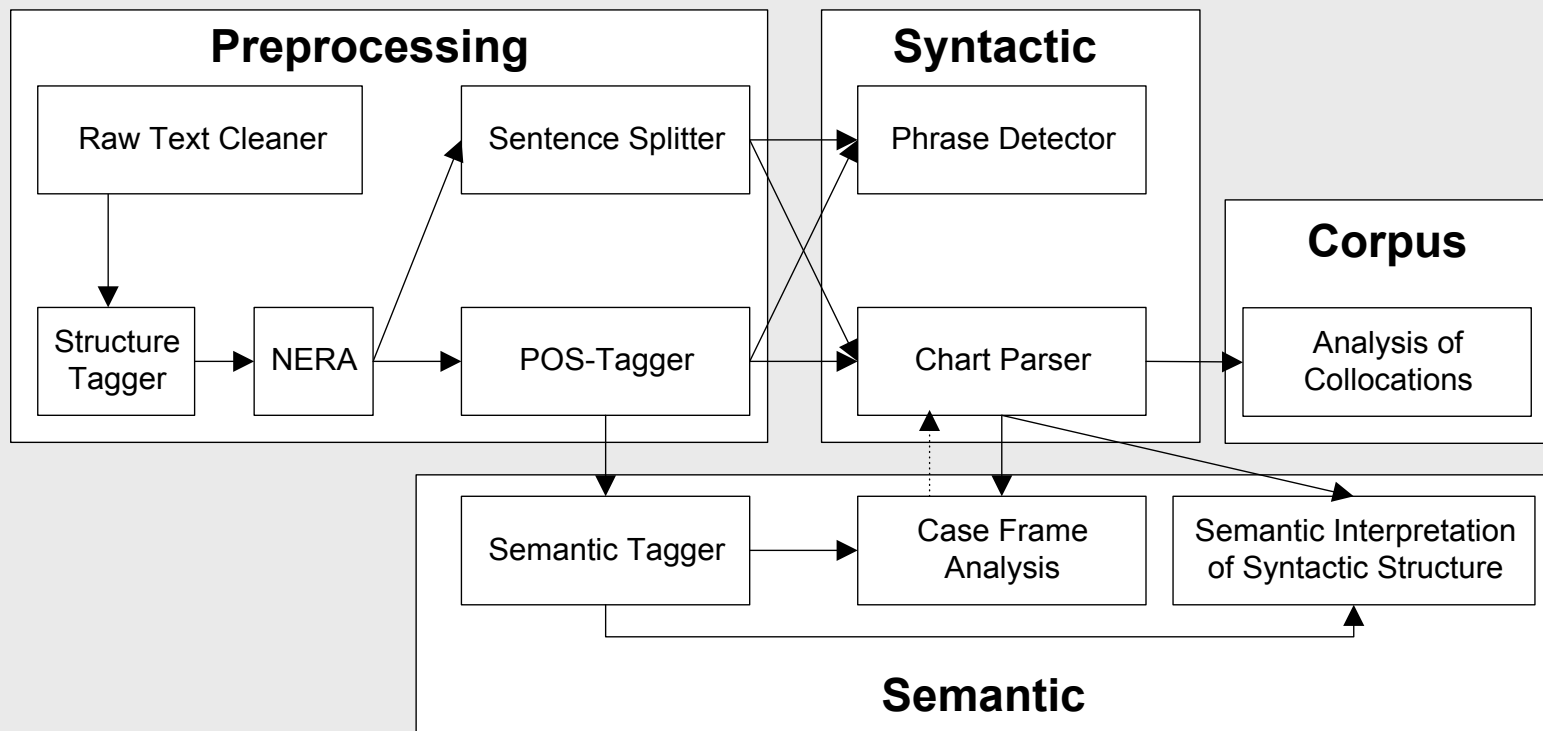 Preprocessing
Raw Text Cleaner
Sentence Splitter
Structure
Tagger
NERA
POS-Tagger
Syntactic
Phrase Detector
Chart Parser
Corpus
Analysis of
Collocations
Semantic Tagger
Case Frame
Analysis
Semantic Interpretation
of Syntactic Structure
Semantic